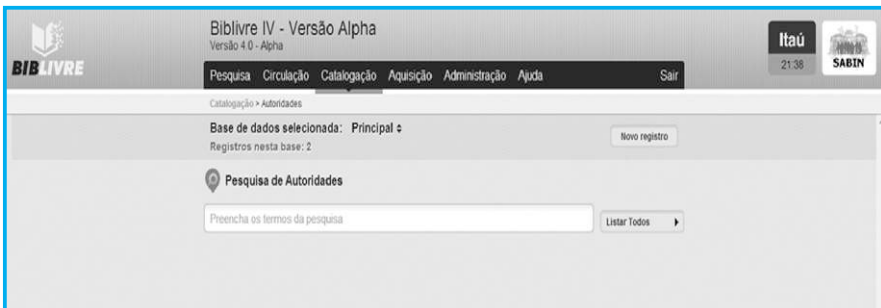 Biblivre IV - Versão Alpha
Versão 4.0 - Alpha
BIBLIVRE
Itaú
21:38
SABIN
Pesquisa Circulação Catalogação Aquisição Administração Ajuda Sair
Catalogação > Autoridades
Base de dados selecionada: Principal
Registros nesta base: 2
Novo registro
Pesquisa de Autoridades
Preencha os termos da pesquisa
Listar Todos